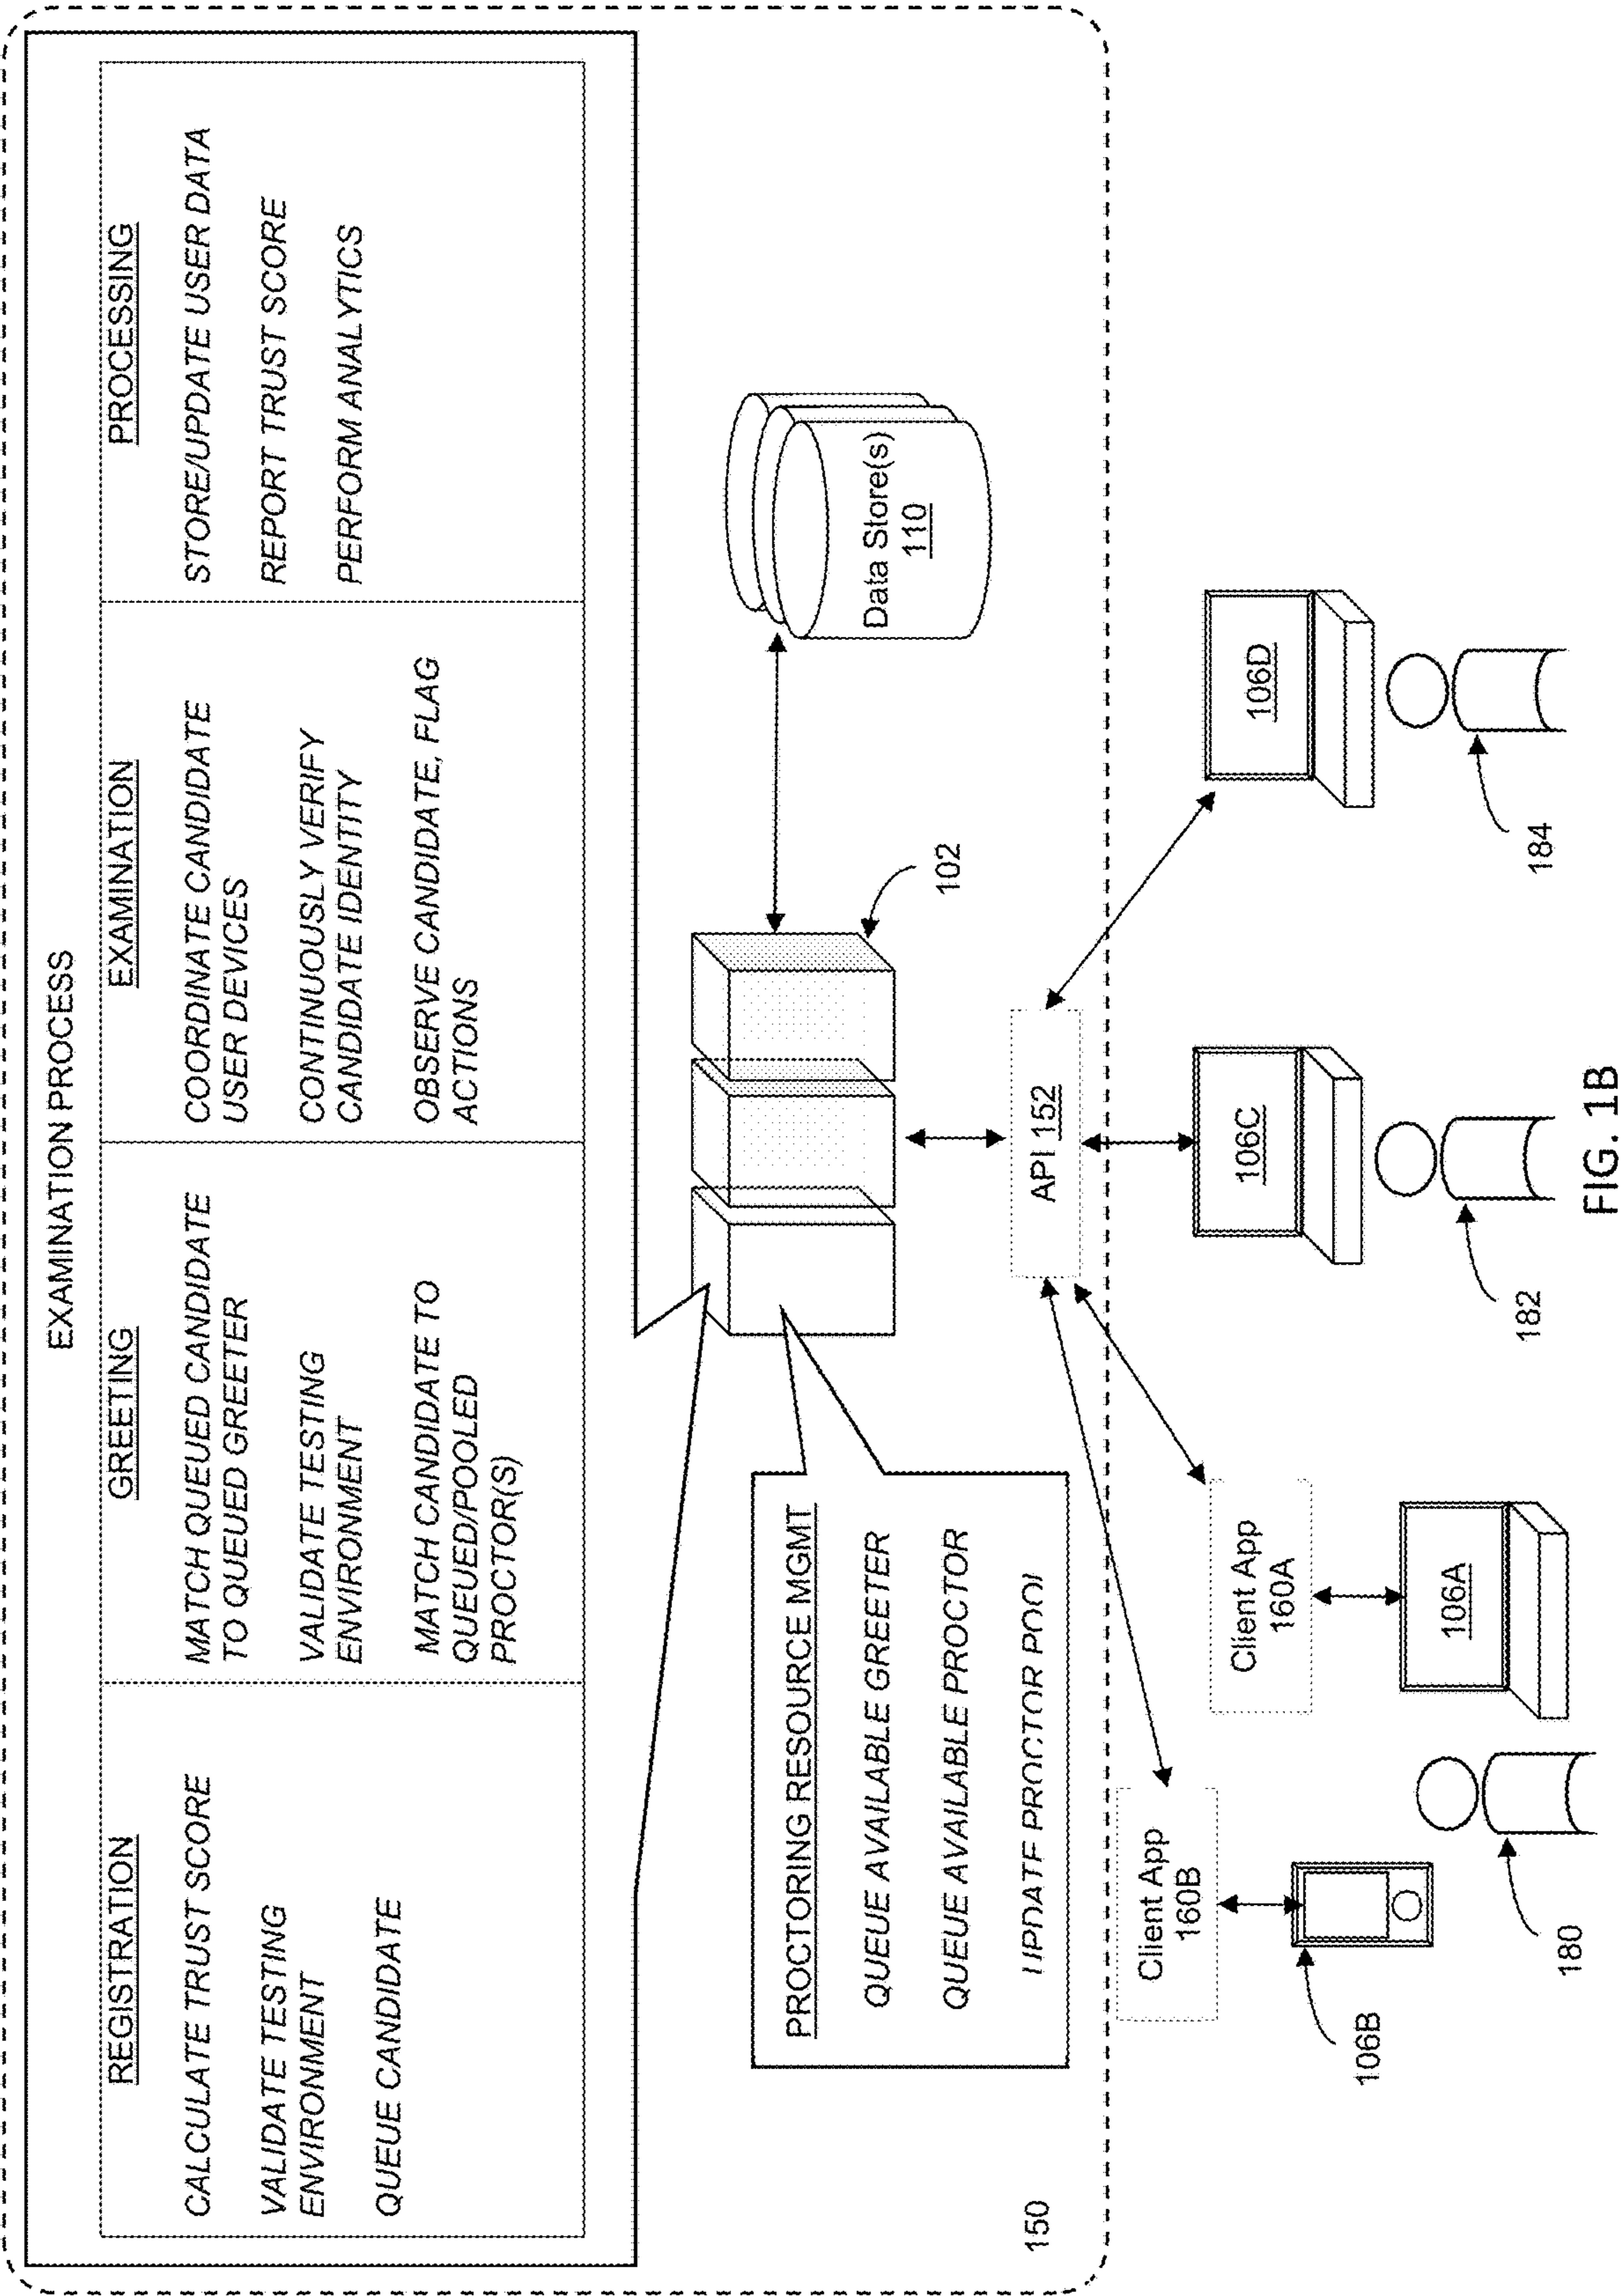 EXAMINATION PROCESS
REGISTRATION
CALCULATE TRUST SCORE
VALIDATE TESTING
ENVIRONMENT
QUEUE CANDIDATE
GREETING
MATCH QUEUED CANDIDATE
TO QUEUED GREETER
VALIDATE TESTING
ENVIRONMENT
MATCH CANDIDATE TO
QUEUED/POOLED
PROCTOR(S)
EXAMINATION
COORDINATE CANDIDATE
USER DEVICES
CONTINUOUSLY VERIFY
CANDIDATE IDENTITY
OBSERVE CANDIDATE, FLAG
ACTIONS
PROCESSING
STORE/UPDATE USER DATA
REPORT TRUST SCORE
PERFORM ANALYTICS
PROCTORING RESOURCE MGMT
QUEUE AVAILABLE GREETER
QUEUE AVAILABLE PROCTOR
UPDATE PROCTOR POOL
102
Data Store(s)
110
150
API 152
Client App
160B
Client App
160A
106B
106A
106C
106D
180
182
184
FIG. 1B